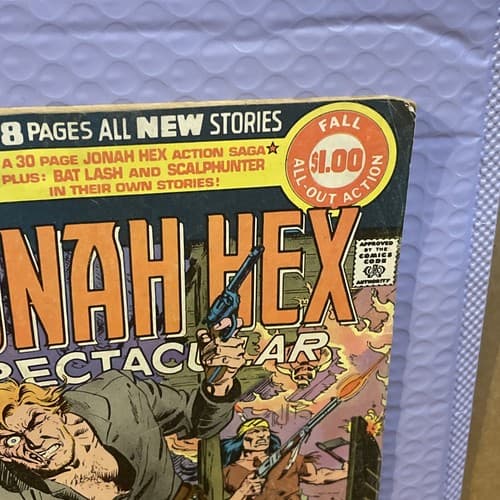 8 PAGES ALL NEW STORIES
A 30 PAGE JONAH HEX ACTION SAGA
PLUS: BAT LASH AND SCALPHUNTER
IN THEIR OWN STORIES!
FALL
$1.00
ALL-OUT ACTION
NAH HEX
APPROVED
BY THE
COMICS
CODE
AUTHORITY
PECTACULAR